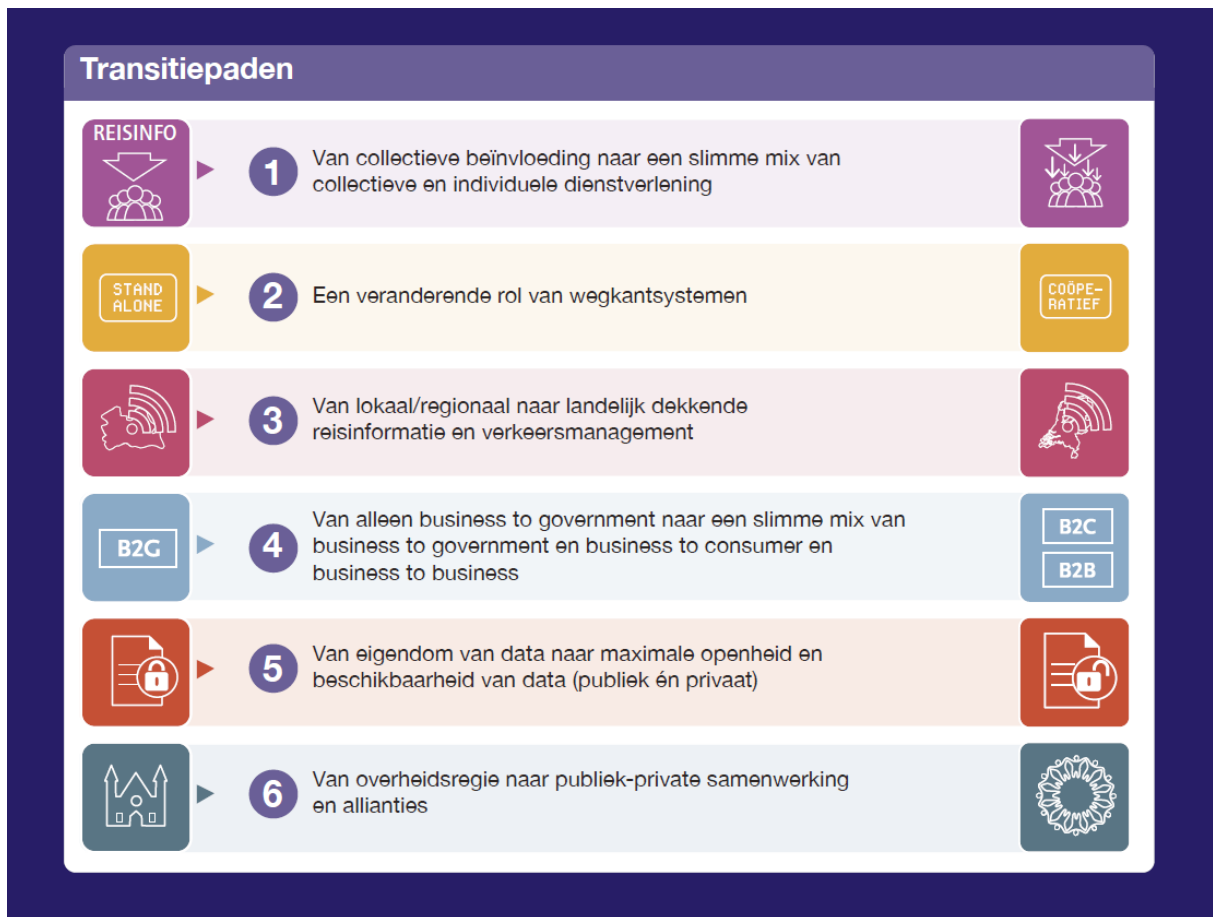 Transitiepaden
REISINFO
1
Van collectieve beïnvloeding naar een slimme mix van
collectieve en individuele dienstverlening
STAND
ALONE
2
Een veranderende rol van wegkantsystemen
COÖPE-
RATIEF
3
Van lokaal/regionaal naar landelijk dekkende
reisinformatie en verkeersmanagement
B2G
4
Van alleen business to government naar een slimme mix van
business to government en business to consumer en
business to business
B2C
B2B
5
Van eigendom van data naar maximale openheid en
beschikbaarheid van data (publiek én privaat)
6
Van overheidsregie naar publiek-private samenwerking
en allianties